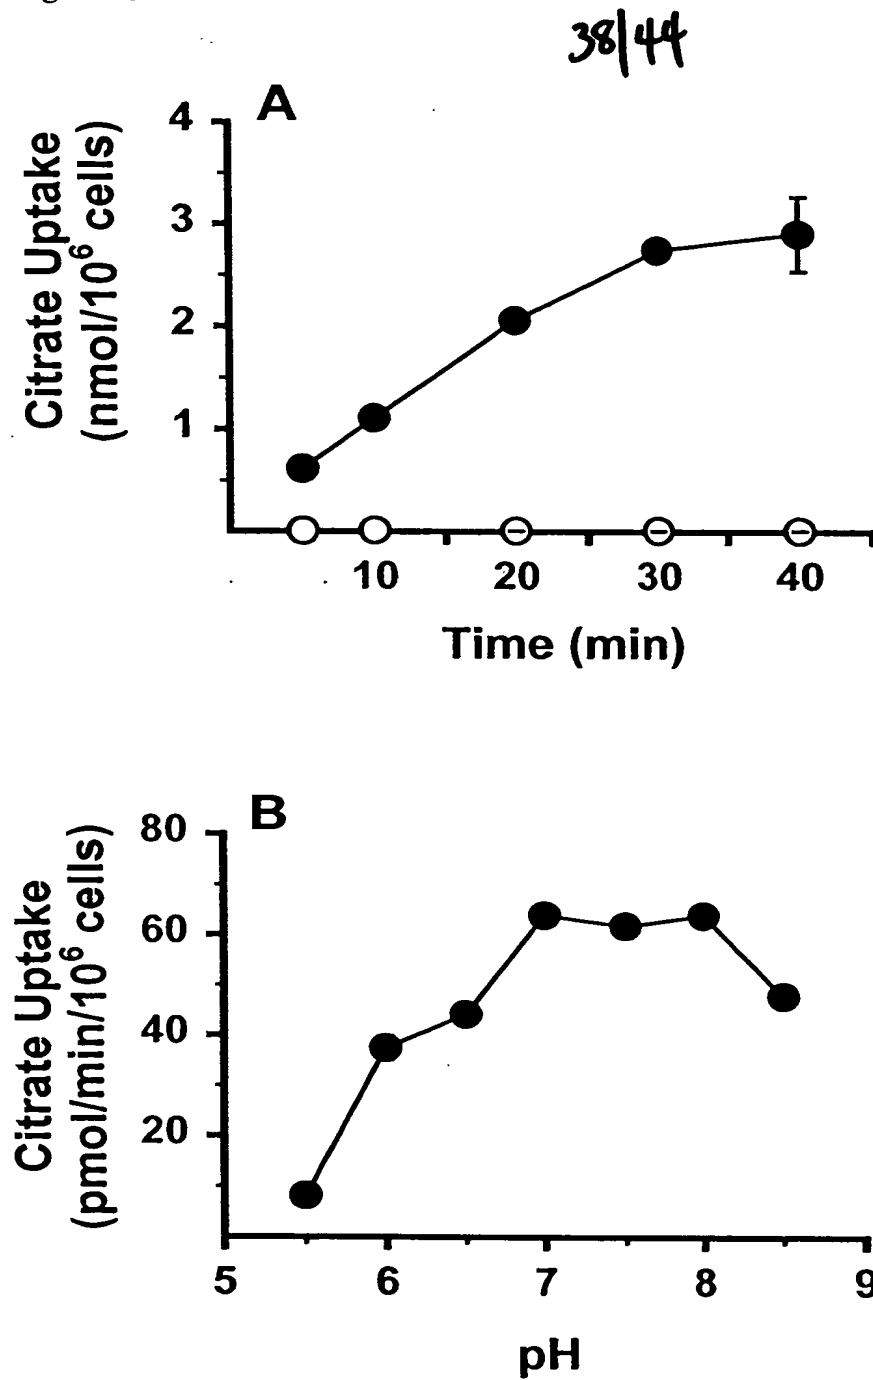 38/44
A
Citrate Uptake
(nmol/10⁶ cells)
4
3
2
1
10 20 30 40
Time (min)
B
Citrate Uptake
(pmol/min/10⁶ cells)
80
60
40
20
5 6 7 8 9
pH